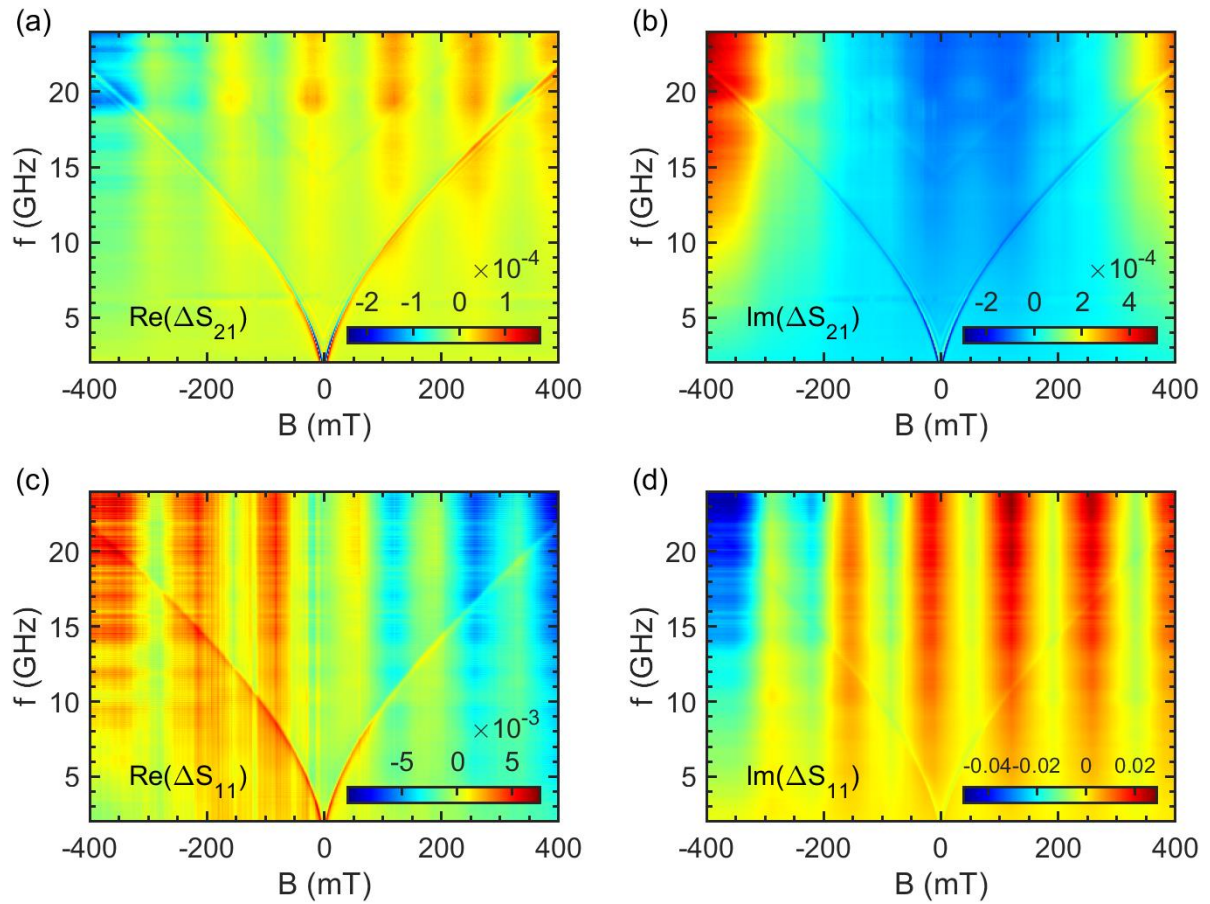 (a)
f (GHz)
20
15
10
5
×10⁻⁴
-2 -1 0 1
Re(ΔS₂₁)
-400 -200 0 200 400
B (mT)
(b)
f (GHz)
20
15
10
5
×10⁻⁴
-2 0 2 4
Im(ΔS₂₁)
-400 -200 0 200 400
B (mT)
(c)
f (GHz)
20
15
10
5
×10⁻³
-5 0 5
Re(ΔS₁₁)
-400 -200 0 200 400
B (mT)
(d)
f (GHz)
20
15
10
5
-0.04 -0.02 0 0.02
Im(ΔS₁₁)
-400 -200 0 200 400
B (mT)